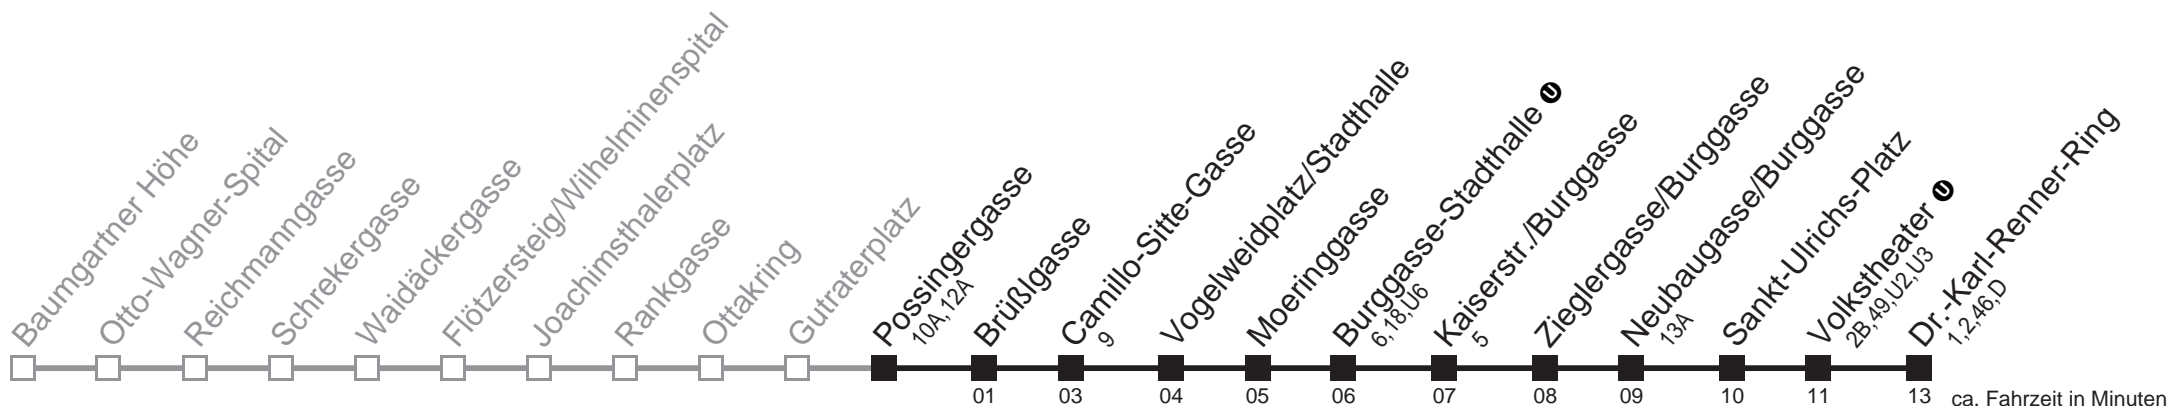 Baumgartner Höhe
Otto-Wagner-Spital
Reichmanngasse
Schrekergasse
Waidäckergasse
Flötzersteig/Wilhelminenspital
Joachimsthalerplatz
Rankgasse
Ottakring
Gutraterplatz
Possingergasse
10A, 12A
Brüßlgasse
Camillo-Sitte-Gasse
9
Vogelweidplatz/Stadthalle
Moeringgasse
Burggasse-Stadthalle U
6,18,U6
Kaiserstr./Burggasse
5
Zieglergasse/Burggasse
Neubaugasse/Burggasse
13A
Sankt-Ulrichs-Platz
Volkstheater U
2B,49,U2,U3
Dr.-Karl-Renner-Ring
1,2,46,D
01 03 04 05 06 07 08 09 10 11 13 ca. Fahrzeit in Minuten